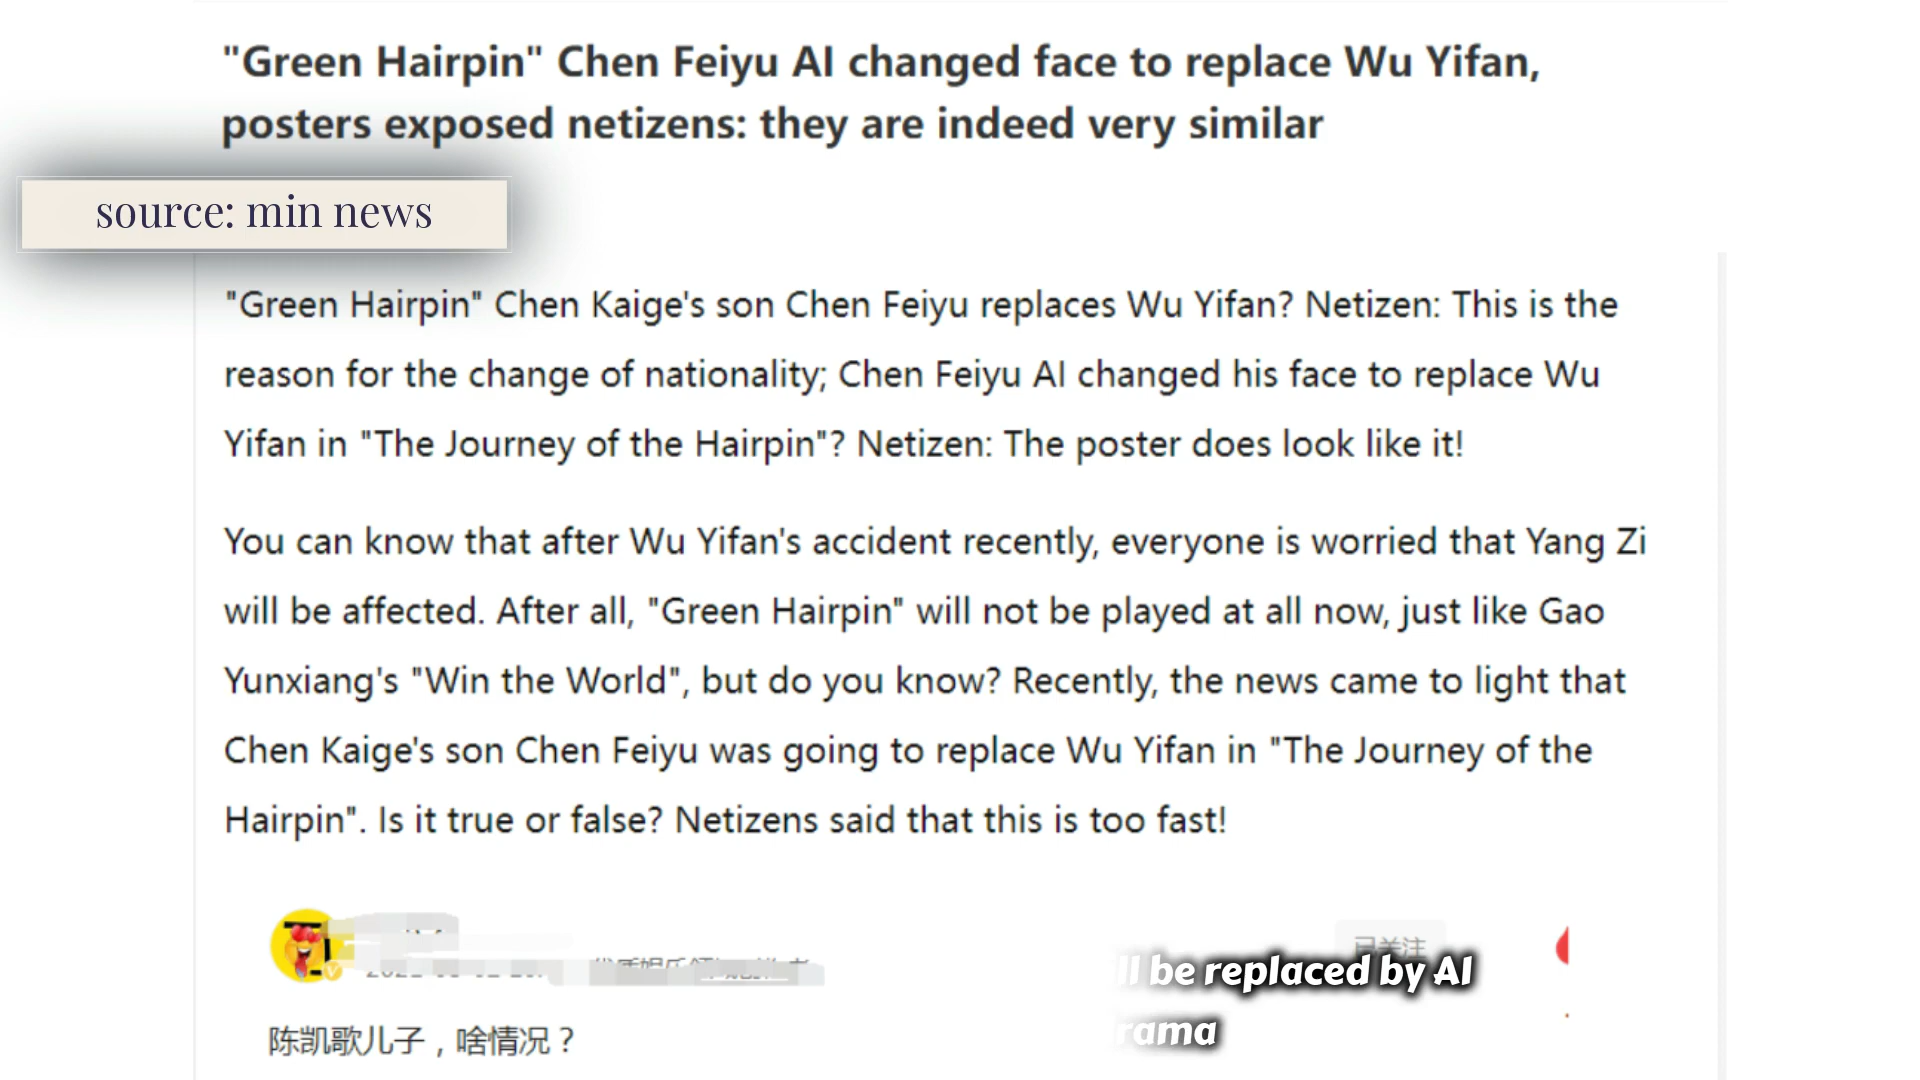 "Green Hairpin" Chen Feiyu AI changed face to replace Wu Yifan,
posters exposed netizens: they are indeed very similar
source: min news
"Green Hairpin" Chen Kaige's son Chen Feiyu replaces Wu Yifan? Netizen: This is the
reason for the change of nationality; Chen Feiyu AI changed his face to replace Wu
Yifan in "The Journey of the Hairpin"? Netizen: The poster does look like it!
You can know that after Wu Yifan's accident recently, everyone is worried that Yang Zi
will be affected. After all, "Green Hairpin" will not be played at all now, just like Gao
Yunxiang's "Win the World", but do you know? Recently, the news came to light that
Chen Kaige's son Chen Feiyu was going to replace Wu Yifan in "The Journey of the
Hairpin". Is it true or false? Netizens said that this is too fast!
已关注
be replaced by AI
陈凯歌儿子，啥情况？